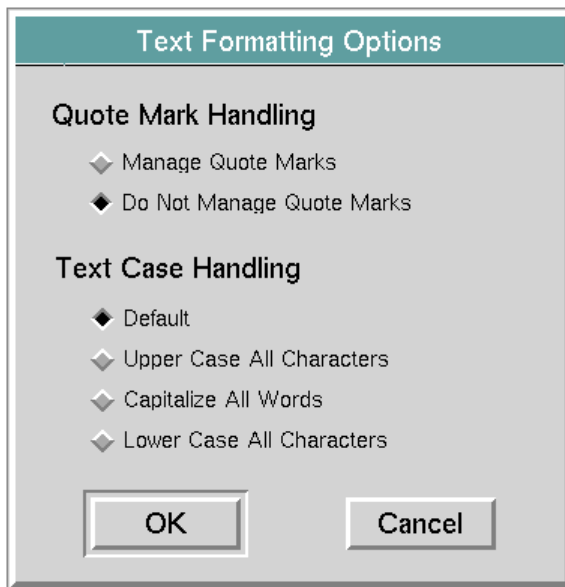 Text Formatting Options
Quote Mark Handling
Manage Quote Marks
Do Not Manage Quote Marks
Text Case Handling
Default
Upper Case All Characters
Capitalize All Words
Lower Case All Characters
OK Cancel